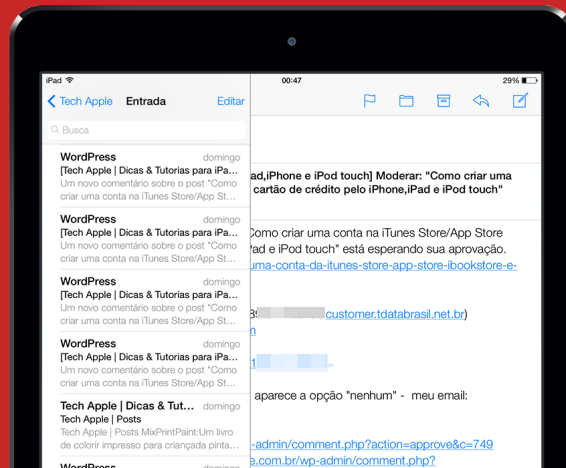 iPad 00:47 29%
Tech Apple Entrada Editar
Busca
WordPress domingo
[Tech Apple | Dicas & Tutorias para iPa...
Um novo comentário sobre o post "Como
criar uma conta na iTunes Store/App St...
WordPress domingo
[Tech Apple | Dicas & Tutorias para iPa...
Um novo comentário sobre o post "Como
criar uma conta na iTunes Store/App St...
WordPress domingo
[Tech Apple | Dicas & Tutorias para iPa...
Um novo comentário sobre o post "Como
criar uma conta na iTunes Store/App St...
WordPress domingo
[Tech Apple | Dicas & Tutorias para iPa...
Um novo comentário sobre o post "Como
criar uma conta na iTunes Store/App St...
Tech Apple | Dicas & Tut... domingo
Tech Apple | Posts
Tech Apple | Posts MixPrintPaint:Um livro
de colorir impresso para criançada pinta...
WordPress domingo
ad,iPhone e iPod touch] Moderar: "Como criar uma
cartão de crédito pelo iPhone,iPad e iPod touch"
Como criar uma conta na iTunes Store/App Store
Pad e iPod touch" está esperando sua aprovação.
uma-conta-da-itunes-store-app-store-ibookstore-e-
customer.tdatabrasil.net.br)
aparece a opção "nenhum" - meu email:
-admin/comment.php?action=approve&c=749
e.com.br/wp-admin/comment.php?